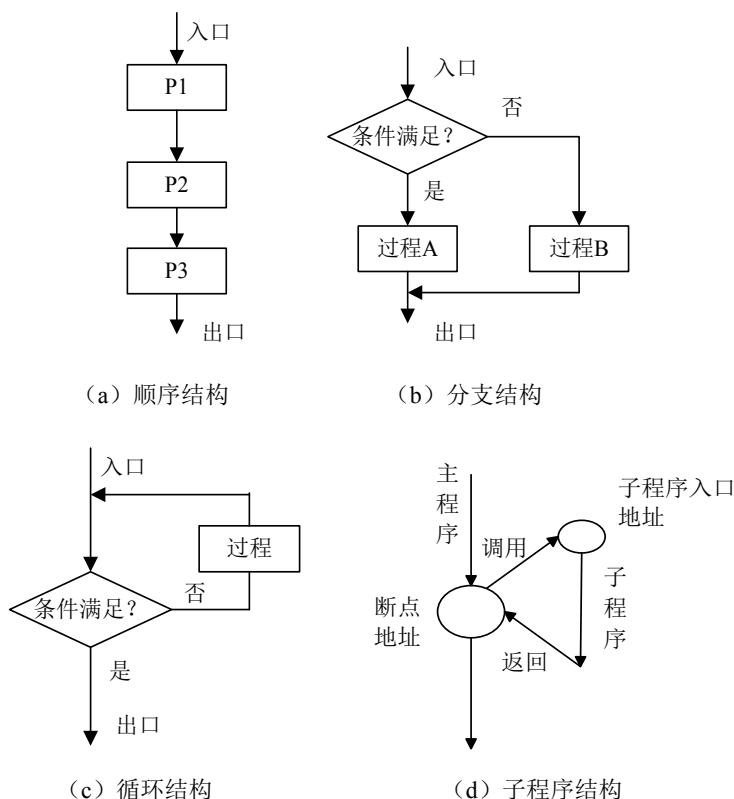 入口
P1
P2
P3
出口
（a）顺序结构
入口
条件满足？
否
是
过程A
过程B
出口
（b）分支结构
入口
过程
条件满足？
否
是
出口
（c）循环结构
主程序
子程序入口
地址
调用
断点
地址
子程序
返回
（d）子程序结构